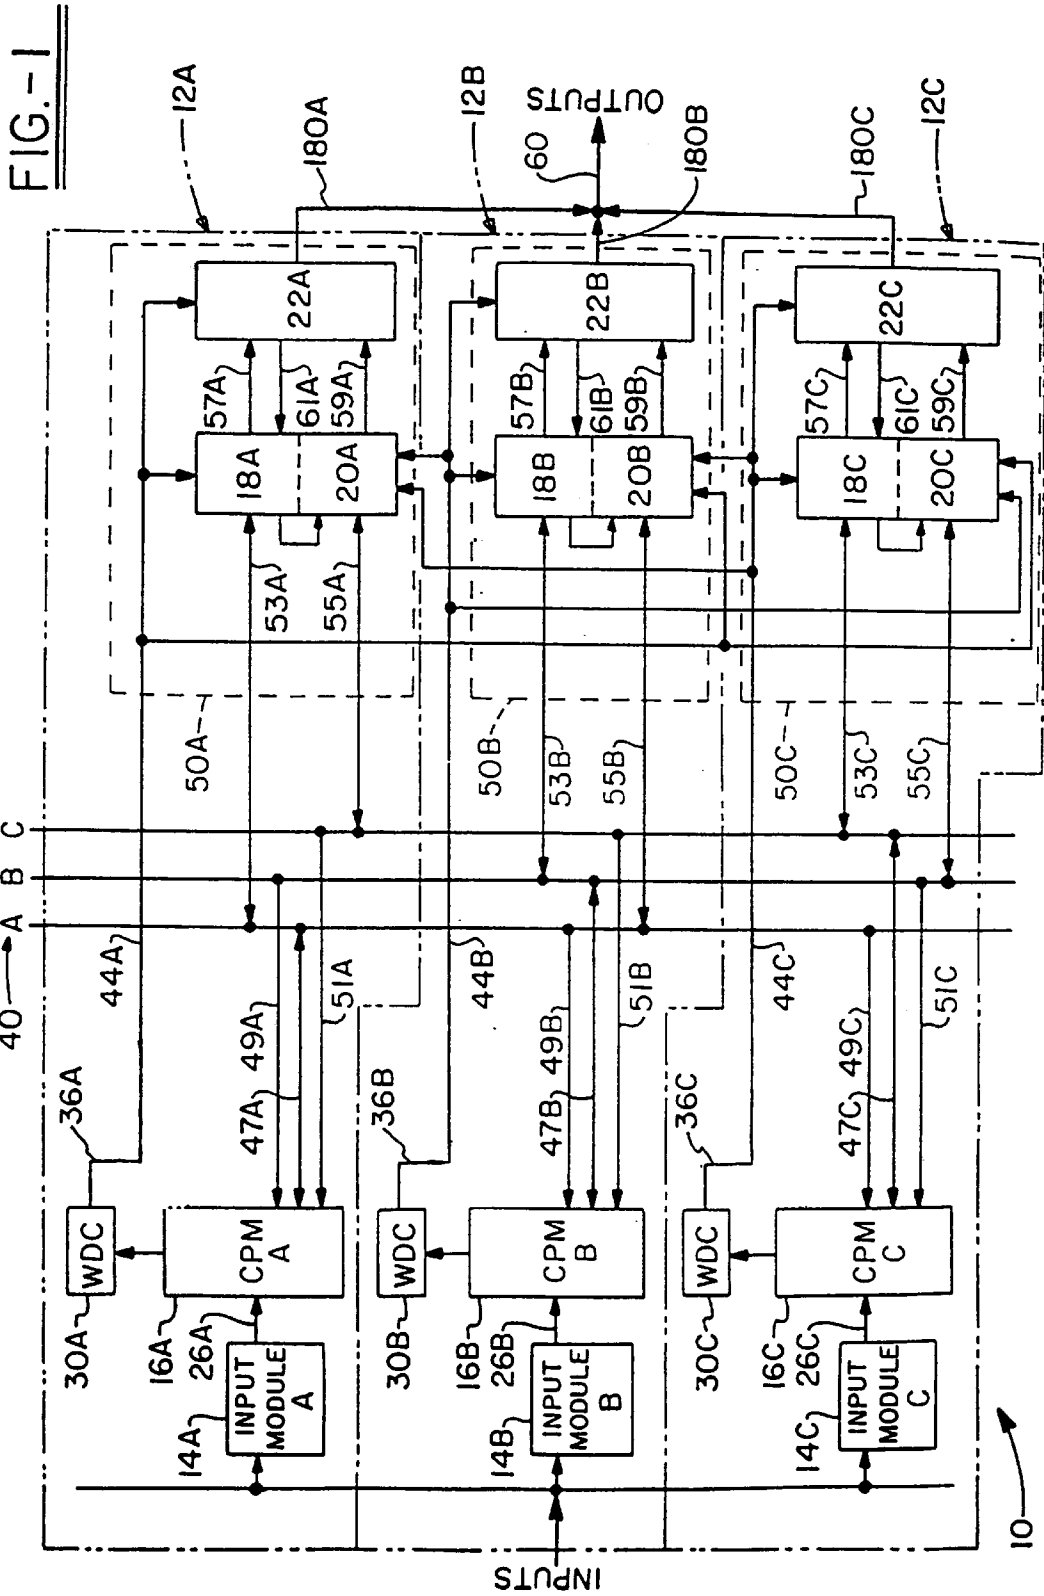 FIG.-1
12A
180A
12B
60
OUTPUTS
180B
180C
12C
22A
22B
22C
57A
61A
59A
57B
61B
59B
57C
61C
59C
18A
20A
18B
20B
18C
20C
53A
55A
50A
50B
53B
55B
50C
53C
55C
40
A
B
C
44A
44B
44C
49A
47A
51A
49B
47B
51B
49C
47C
51C
36A
36B
36C
WDC
WDC
WDC
30A
30B
30C
CPM
A
CPM
B
CPM
C
16A
26A
16B
26B
16C
26C
14A
14B
14C
INPUT
MODULE
A
INPUT
MODULE
B
INPUT
MODULE
C
INPUTS
10